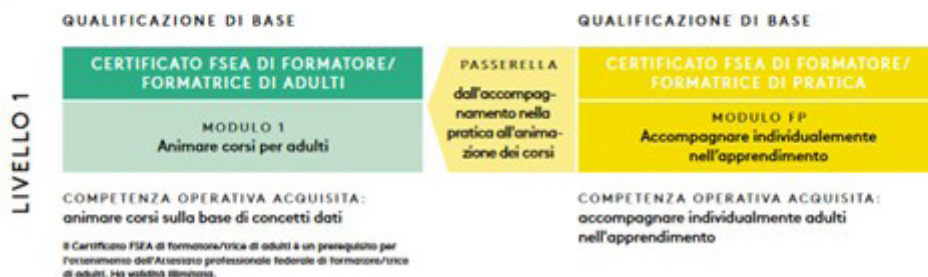 LIVELLO 1
QUALIFICAZIONE DI BASE
CERTIFICATO FSEA DI FORMATORE/
FORMATRICE DI ADULTI
MODULO 1
Animare corsi per adulti
COMPETENZA OPERATIVA ACQUISITA:
animare corsi sulla base di concetti dati
Il Certificato FSEA di formatore/trice di adulti è un prerequisito per
l'ottenimento dell'Attestato professionale federale di formatore/trice
di adulti. Ha validità illimitata.
PASSERELLA
dall'accompag-
namento nella
pratica all'anima-
zione dei corsi
QUALIFICAZIONE DI BASE
CERTIFICATO FSEA DI FORMATORE/
FORMATRICE DI PRATICA
MODULO FP
Accompagnare individualemente
nell'apprendimento
COMPETENZA OPERATIVA ACQUISITA:
accompagnare individualmente adulti
nell'apprendimento